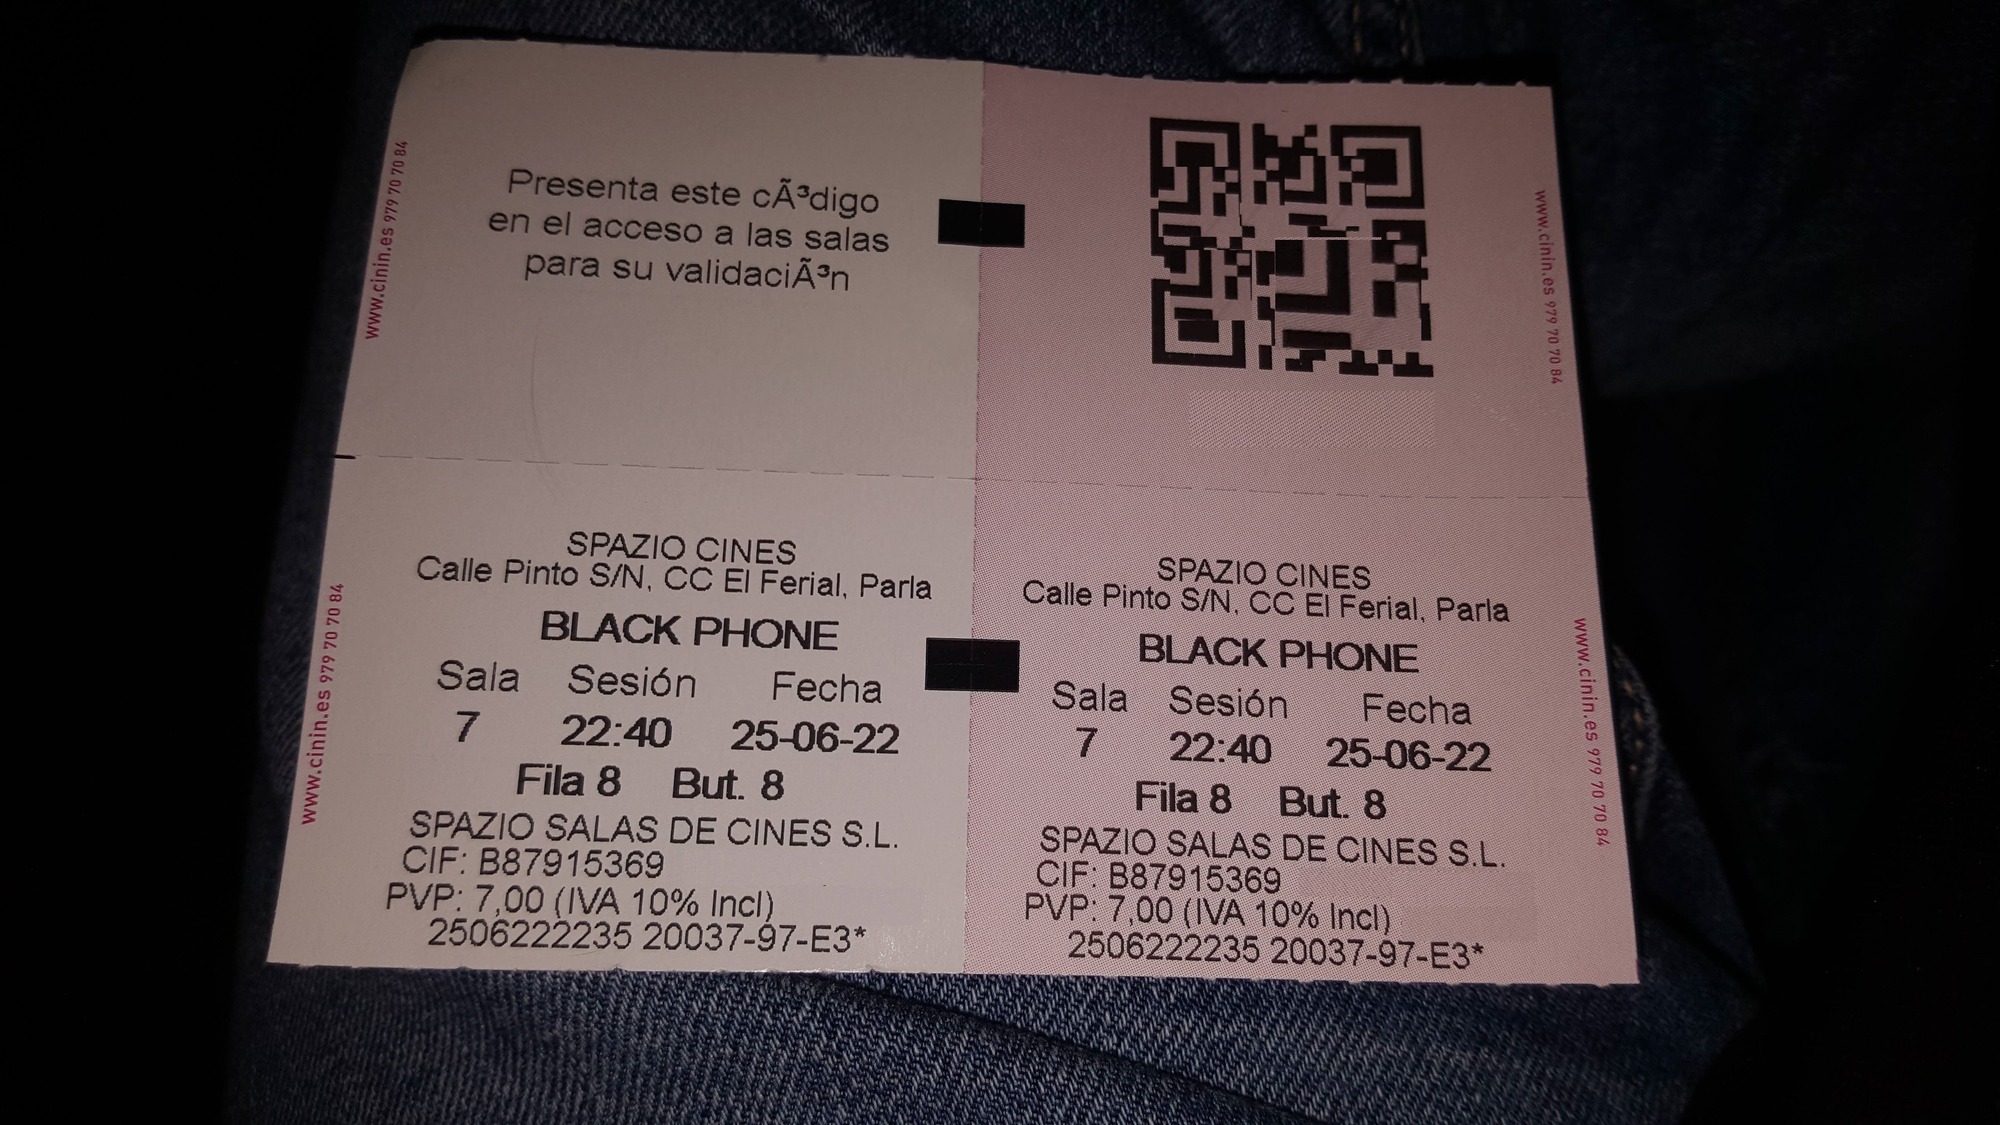 www.cinin.es 979 70 70 84
Presenta este cÃ³digo
en el acceso a las salas
para su validaciÃ³n
www.cinin.es 979 70 70 84
www.cinin.es 979 70 70 84
SPAZIO CINES
Calle Pinto S/N, CC El Ferial, Parla
BLACK PHONE
Sala Sesión Fecha
7 22:40 25-06-22
Fila 8 But. 8
SPAZIO SALAS DE CINES S.L.
CIF: B87915369
PVP: 7,00 (IVA 10% Incl)
2506222235 20037-97-E3*
SPAZIO CINES
Calle Pinto S/N, CC El Ferial, Parla
BLACK PHONE
Sala Sesión Fecha
7 22:40 25-06-22
Fila 8 But. 8
SPAZIO SALAS DE CINES S.L.
CIF: B87915369
PVP: 7,00 (IVA 10% Incl)
2506222235 20037-97-E3*
www.cinin.es 979 70 70 84